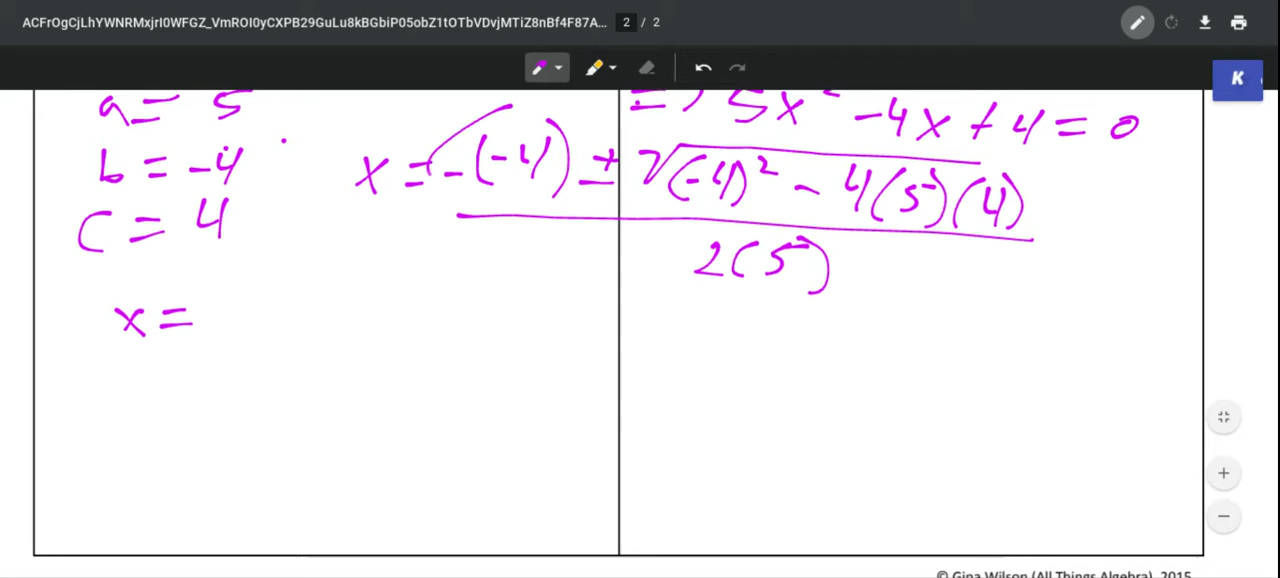 ACFrOgCjLhYWNRMxjrI0WFGZ_VmROI0yCXPB29GuLu8kBGbiP05obZ1tOTbVDvjMTiZ8nBf4F87A... 2 / 2
K
a = 5
=> 5x² -4x + 4 = 0
b = -4
x = -(-4) ± √(-4)² - 4(5)(4)
c = 4
2(5)
x =
© Gina Wilson (All Things Algebra), 2015